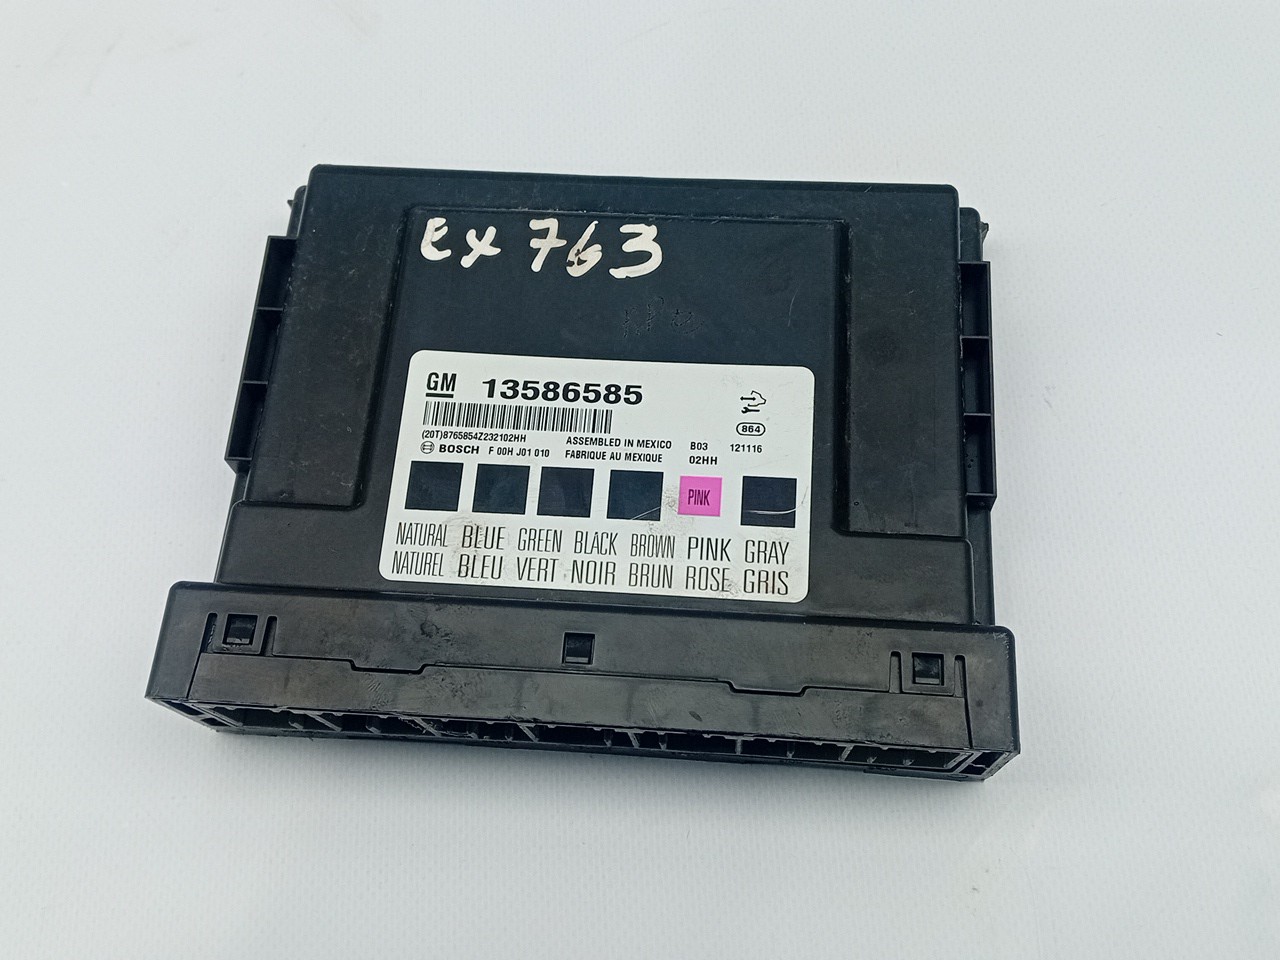 Ex 763
GM 13586585
864
(20T)8765854Z232102HH ASSEMBLED IN MEXICO B03 121116
BOSCH F 00H J01 010 FABRIQUE AU MEXIQUE 02HH
PINK
NATURAL BLUE GREEN BLACK BROWN PINK GRAY
NATUREL BLEU VERT NOIR BRUN ROSE GRIS